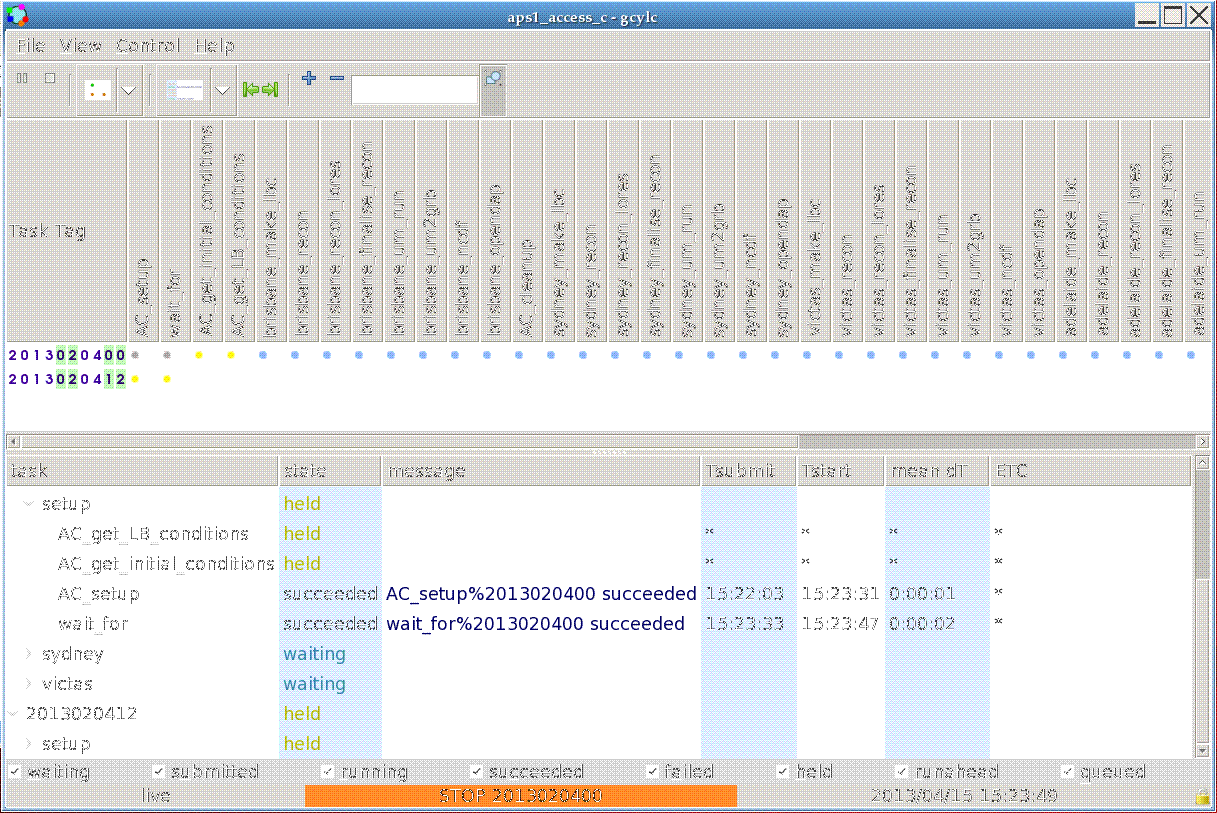 aps1_access_c - gcylc
File View Control Help
Task Tag
AC_setup
wait_for
AC_get_initial_conditions
AC_get_LB_conditions
brisbane_make_lbc
brisbane_recon
brisbane_recon_lores
brisbane_finalise_recon
brisbane_um_run
brisbane_um2grib
brisbane_ncdf
brisbane_opendap
AC_cleanup
sydney_make_lbc
sydney_recon
sydney_recon_lores
sydney_finalise_recon
sydney_um_run
sydney_um2grib
sydney_ncdf
sydney_opendap
victas_make_lbc
victas_recon
victas_recon_lores
victas_finalise_recon
victas_um_run
victas_um2grib
victas_ncdf
victas_opendap
adelaide_make_lbc
adelaide_recon
adelaide_recon_lores
adelaide_finalise_recon
adelaide_um_run
2013020400
2013020412
task state message Tsubmit Tstart mean dT ETC
setup held
AC_get_LB_conditions held * * * *
AC_get_initial_conditions held * * * *
AC_setup succeeded AC_setup%2013020400 succeeded 15:22:03 15:23:31 0:00:01 *
wait_for succeeded wait_for%2013020400 succeeded 15:23:33 15:23:47 0:00:02 *
sydney waiting
victas waiting
2013020412 held
setup held
waiting submitted running succeeded failed held runahead queued
live STOP 2013020400 2013/04/15 15:23:49